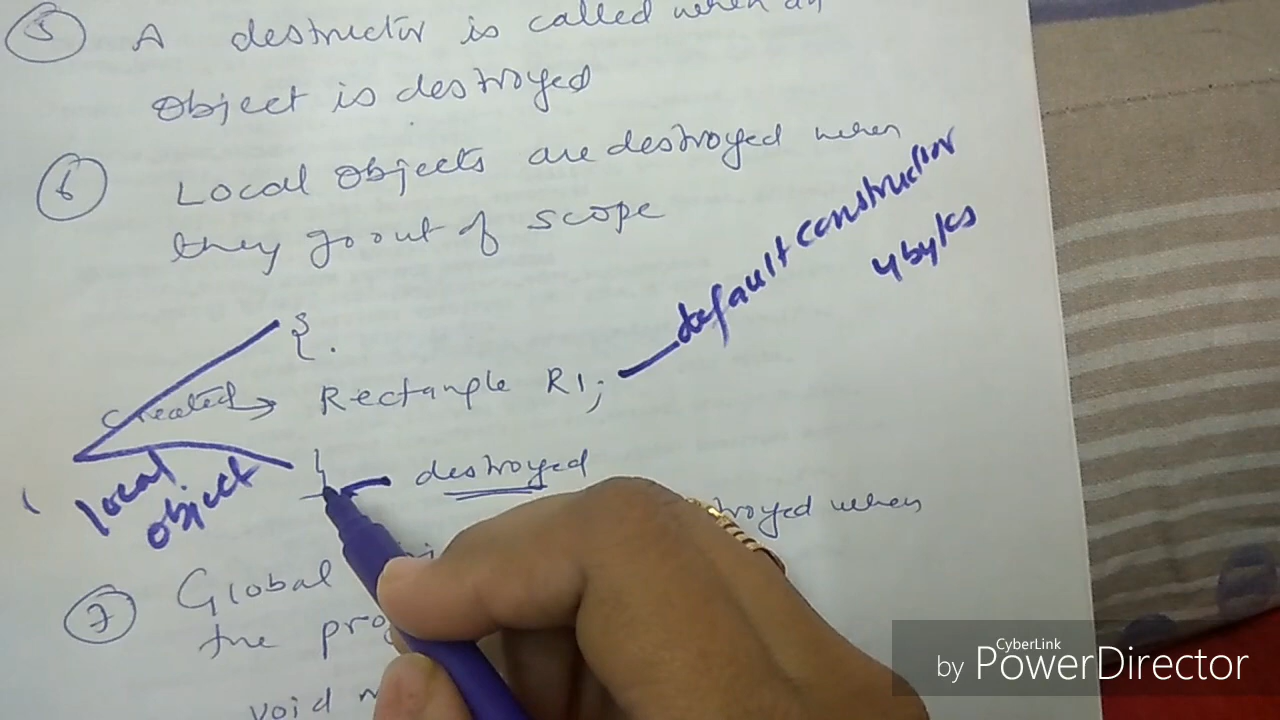 5 A destructor is called when an
object is destroyed
6 Local objects are destroyed when
they go out of scope
default constructor
4 bytes
{
created → Rectangle R1;
} destroyed
local
object
7 Global destroyed when
the
void
CyberLink
by PowerDirector